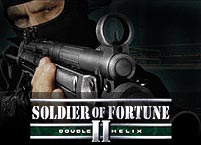 SOLDIER OF FORTUNE
II
DOUBLE HELIX